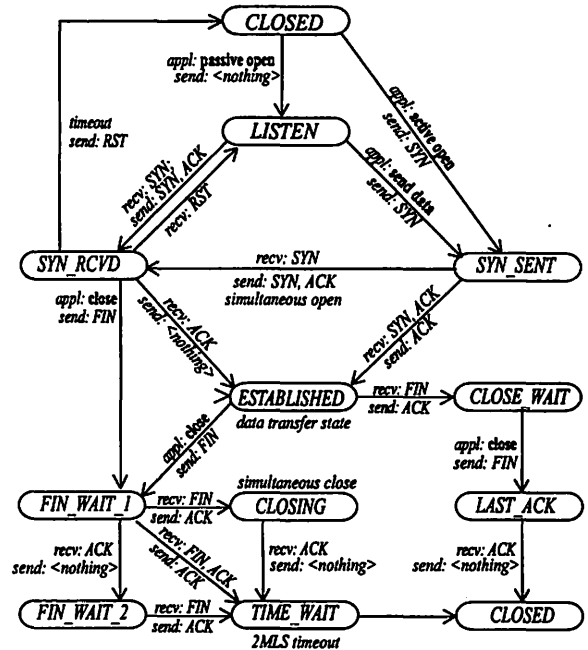 CLOSED
appl: passive open
send: <nothing>
appl: active open
send: SYN
timeout
send: RST
LISTEN
recv: SYN;
send: SYN, ACK
recv: RST
appl: send data
send: SYN
SYN_RCVD
recv: SYN
send: SYN, ACK
simultaneous open
SYN_SENT
appl: close
send: FIN
recv: ACK
send: <nothing>
recv: SYN, ACK
send: ACK
ESTABLISHED
data transfer state
recv: FIN
send: ACK
CLOSE_WAIT
appl: close
send: FIN
appl: close
send: FIN
simultaneous close
FIN_WAIT_1
recv: FIN
send: ACK
CLOSING
LAST_ACK
recv: ACK
send: <nothing>
recv: FIN, ACK
send: ACK
recv: ACK
send: <nothing>
recv: ACK
send: <nothing>
FIN_WAIT_2
recv: FIN
send: ACK
TIME_WAIT
CLOSED
2MLS timeout